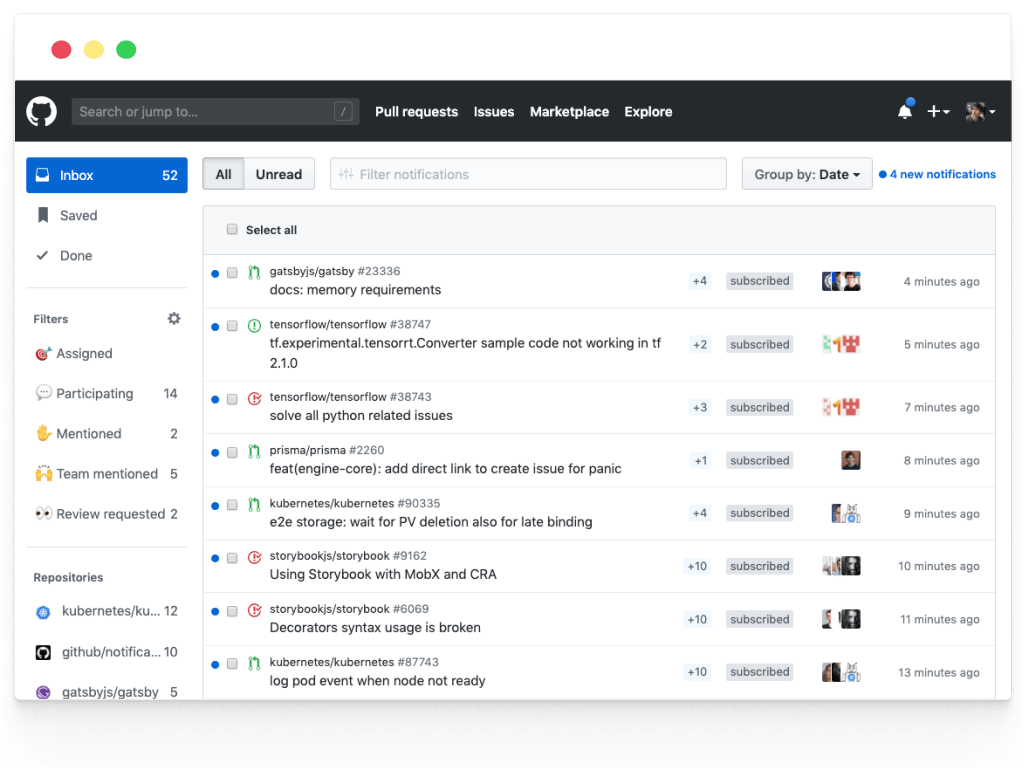 Search or jump to... / Pull requests Issues Marketplace Explore
Inbox 52
All Unread Filter notifications Group by: Date 4 new notifications
Saved
Done
Filters
Assigned
Participating 14
Mentioned 2
Team mentioned 5
Review requested 2
Repositories
kubernetes/ku... 12
github/notifica... 10
gatsbyjs/gatsby 5
Select all
gatsbyjs/gatsby #23336
docs: memory requirements
+4 subscribed 4 minutes ago
tensorflow/tensorflow #38747
tf.experimental.tensorrt.Converter sample code not working in tf
2.1.0
+2 subscribed 5 minutes ago
tensorflow/tensorflow #38743
solve all python related issues
+3 subscribed 7 minutes ago
prisma/prisma #2260
feat(engine-core): add direct link to create issue for panic
+1 subscribed 8 minutes ago
kubernetes/kubernetes #90335
e2e storage: wait for PV deletion also for late binding
+4 subscribed 9 minutes ago
storybookjs/storybook #9162
Using Storybook with MobX and CRA
+10 subscribed 10 minutes ago
storybookjs/storybook #6069
Decorators syntax usage is broken
+10 subscribed 11 minutes ago
kubernetes/kubernetes #87743
log pod event when node not ready
+10 subscribed 13 minutes ago